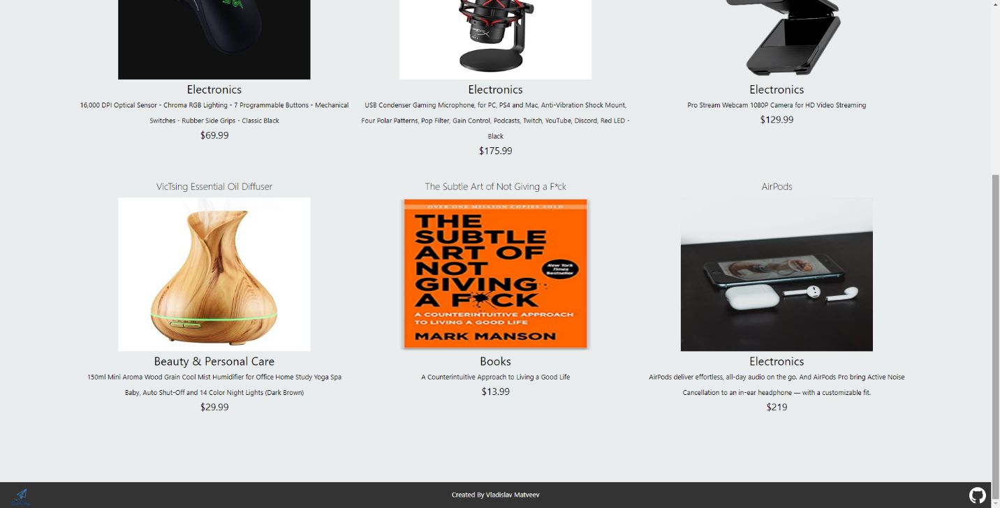 HYPERX
Electronics
Electronics
Electronics
16,000 DPI Optical Sensor - Chroma RGB Lighting - 7 Programmable Buttons - Mechanical
Switches - Rubber Side Grips - Classic Black
$69.99
USB Condenser Gaming Microphone, for PC, PS4 and Mac, Anti-Vibration Shock Mount,
Four Polar Patterns, Pop Filter, Gain Control, Podcasts, Twitch, YouTube, Discord, Red LED -
Black
$175.99
Pro Stream Webcam 1080P Camera for HD Video Streaming
$129.99
VicTsing Essential Oil Diffuser
The Subtle Art of Not Giving a F*ck
AirPods
OVER ONE MILLION COPIES SOLD
THE
SUBTLE
ART OF
NOT
GIVING
A F*CK
New York
Times
Bestseller
A COUNTERINTUITIVE APPROACH
TO LIVING A GOOD LIFE
MARK MANSON
Beauty & Personal Care
150ml Mini Aroma Wood Grain Cool Mist Humidifier for Office Home Study Yoga Spa
Baby, Auto Shut-Off and 14 Color Night Lights (Dark Brown)
$29.99
Books
A Counterintuitive Approach to Living a Good Life
$13.99
Electronics
AirPods deliver effortless, all-day audio on the go. And AirPods Pro bring Active Noise
Cancellation to an in-ear headphone — with a customizable fit.
$219
Created By Vladislav Matveev